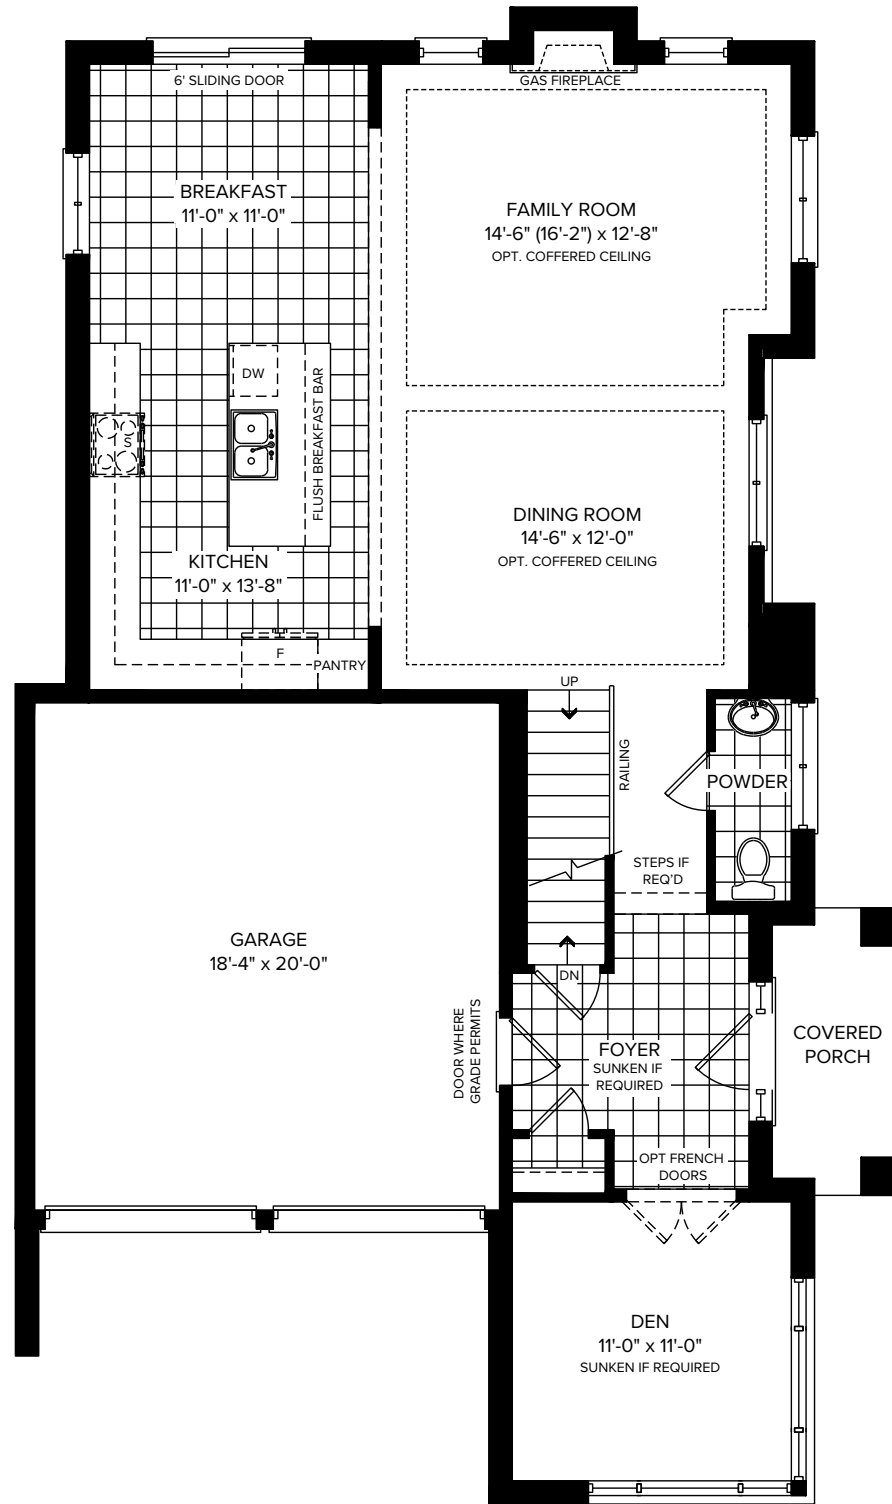 6' SLIDING DOOR
GAS FIREPLACE
BREAKFAST
11'-0" x 11'-0"
FAMILY ROOM
14'-6" (16'-2") x 12'-8"
OPT. COFFERED CEILING
DW
FLUSH BREAKFAST BAR
S
DINING ROOM
14'-6" x 12'-0"
OPT. COFFERED CEILING
KITCHEN
11'-0" x 13'-8"
F
PANTRY
UP
RAILING
POWDER
STEPS IF
REQ'D
GARAGE
18'-4" x 20'-0"
DN
DOOR WHERE
GRADE PERMITS
FOYER
SUNKEN IF
REQUIRED
COVERED
PORCH
OPT FRENCH
DOORS
DEN
11'-0" x 11'-0"
SUNKEN IF REQUIRED